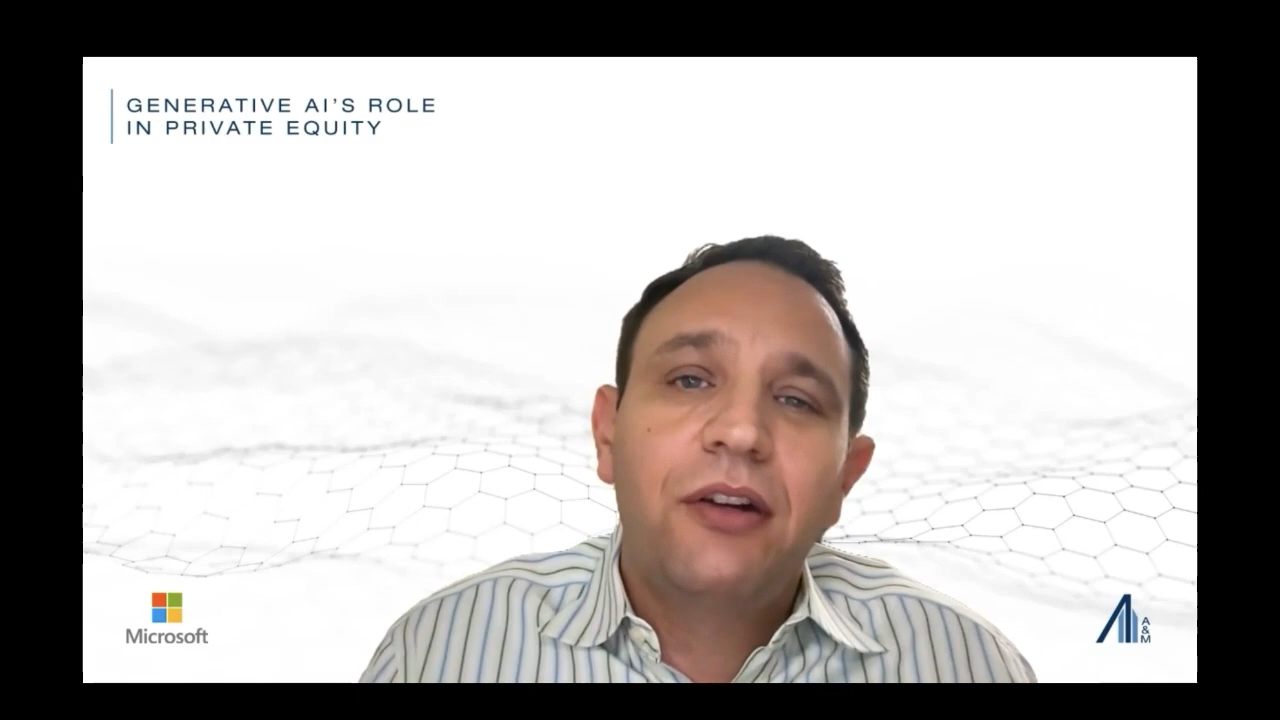 GENERATIVE AI'S ROLE
IN PRIVATE EQUITY
Microsoft
A
&
M